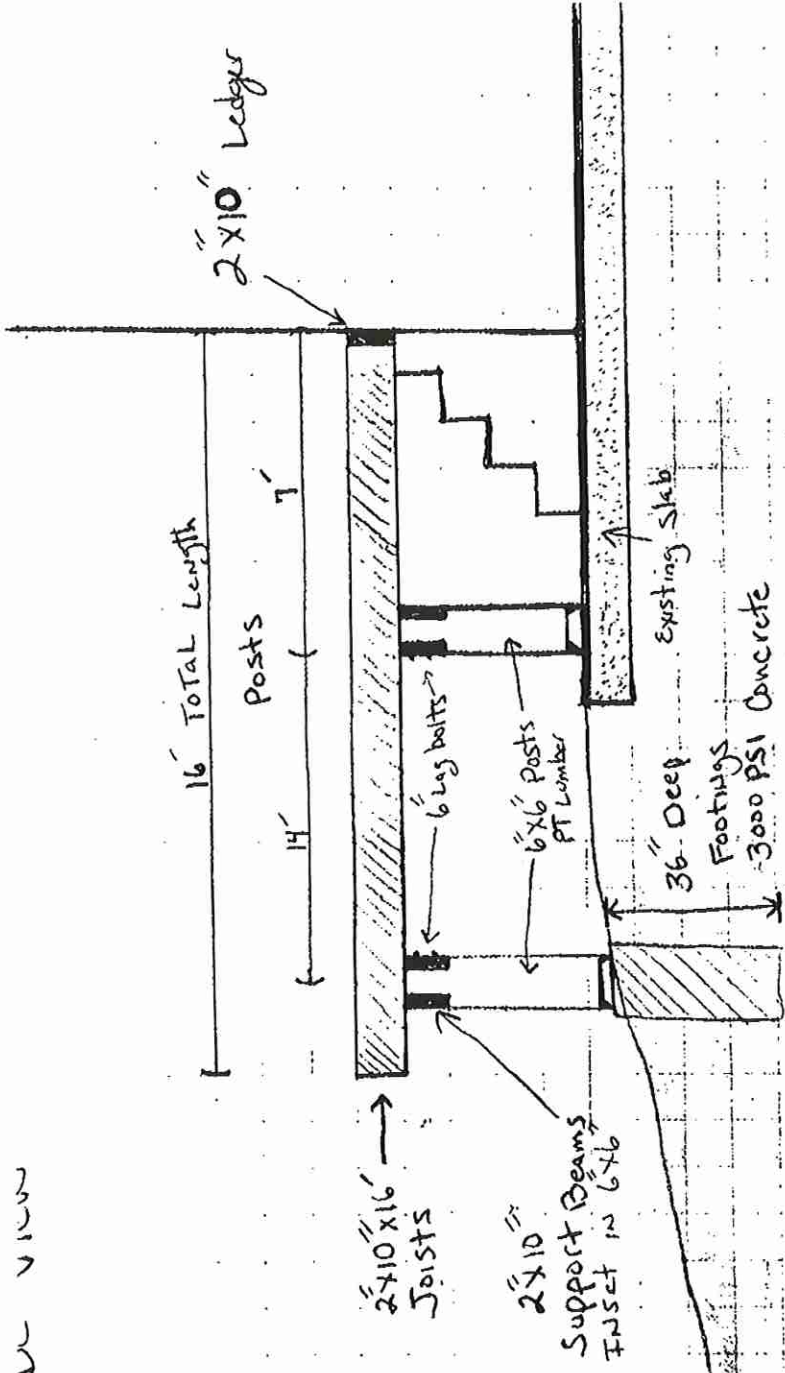 VIEW
16' Total Length
Posts
7'
14'
2"X10" Ledger
2"X10"X16'
Joists
6" Lag bolts
6"X6" Posts
PT Lumber
2"X10"
Support Beams
INSET IN 6"X6"
Existing Slab
36" Deep
Footings
-3000 PSI Concrete